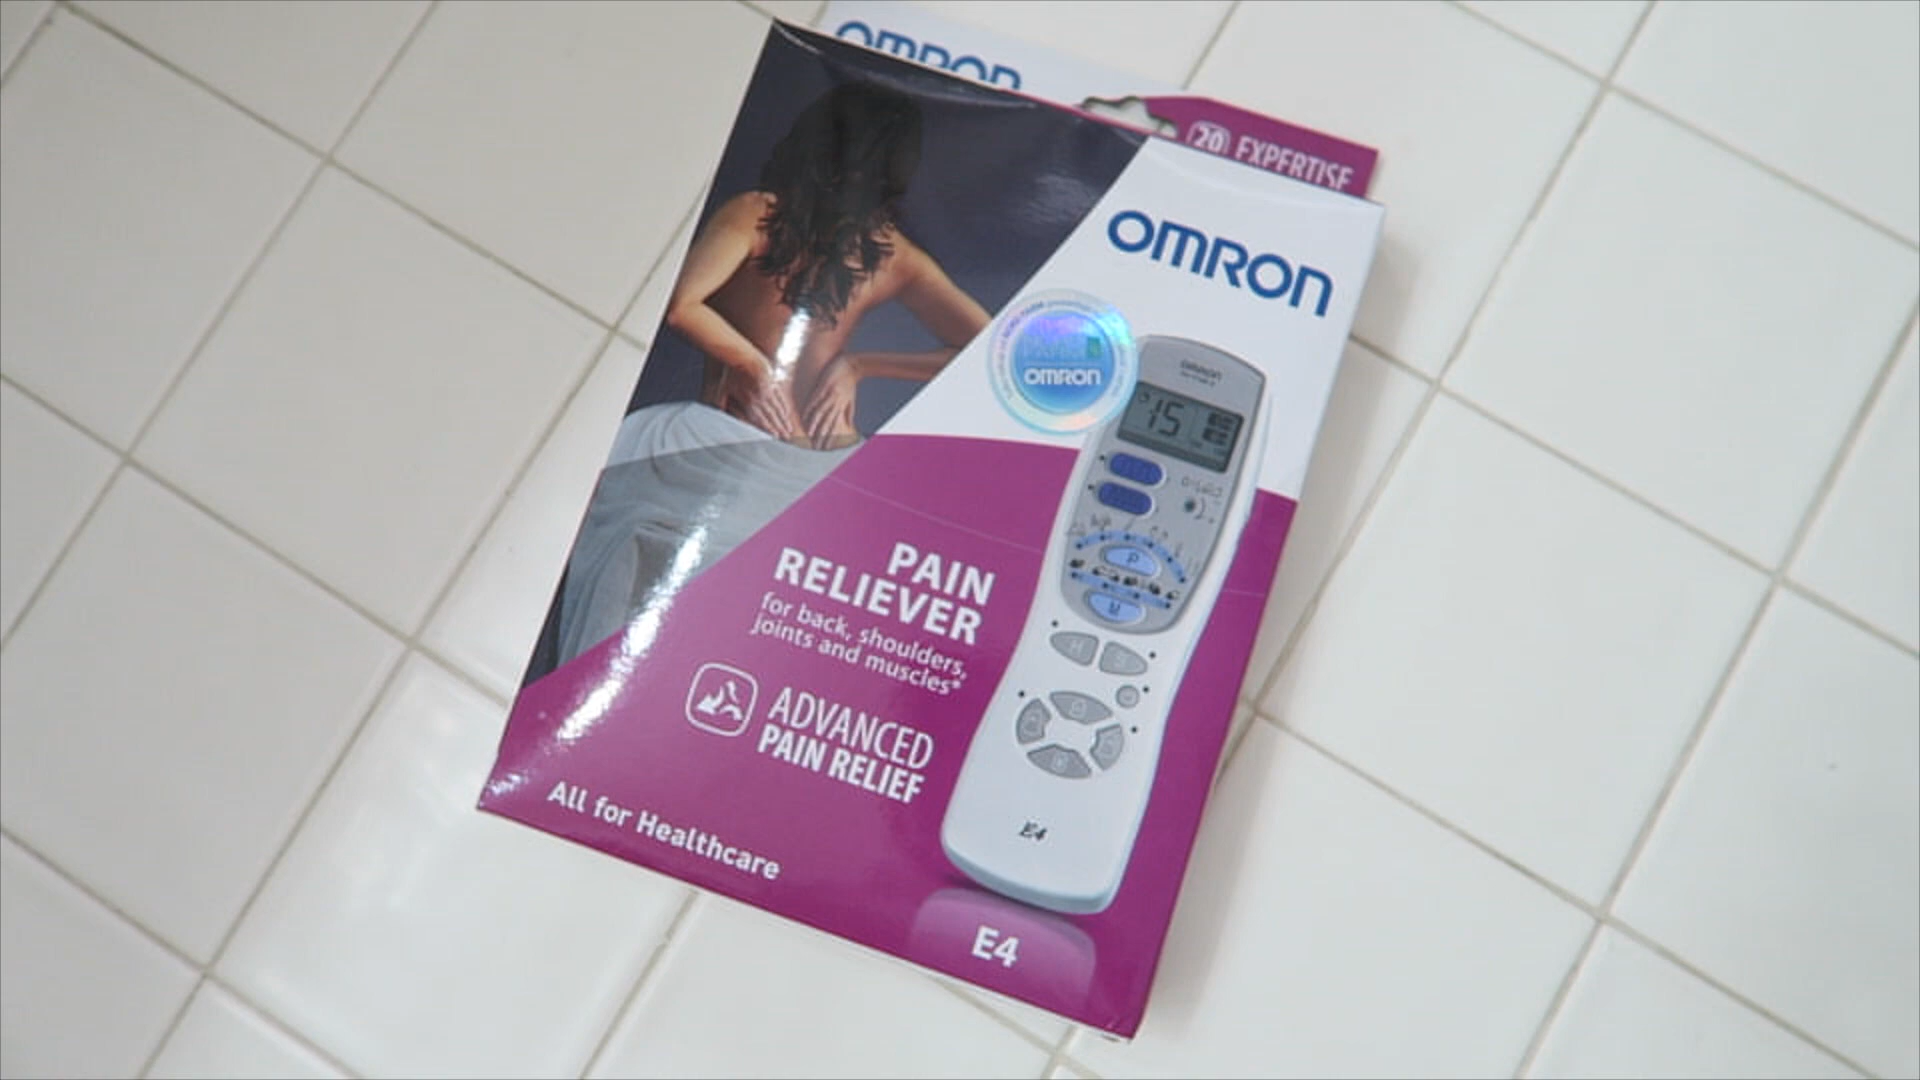 OMRON
20 EXPERTISE
OMRON
OMRON
OMRON
15
P
M
PAIN
RELIEVER
for back, shoulders,
joints and muscles*
ADVANCED
PAIN RELIEF
All for Healthcare
E4
E4